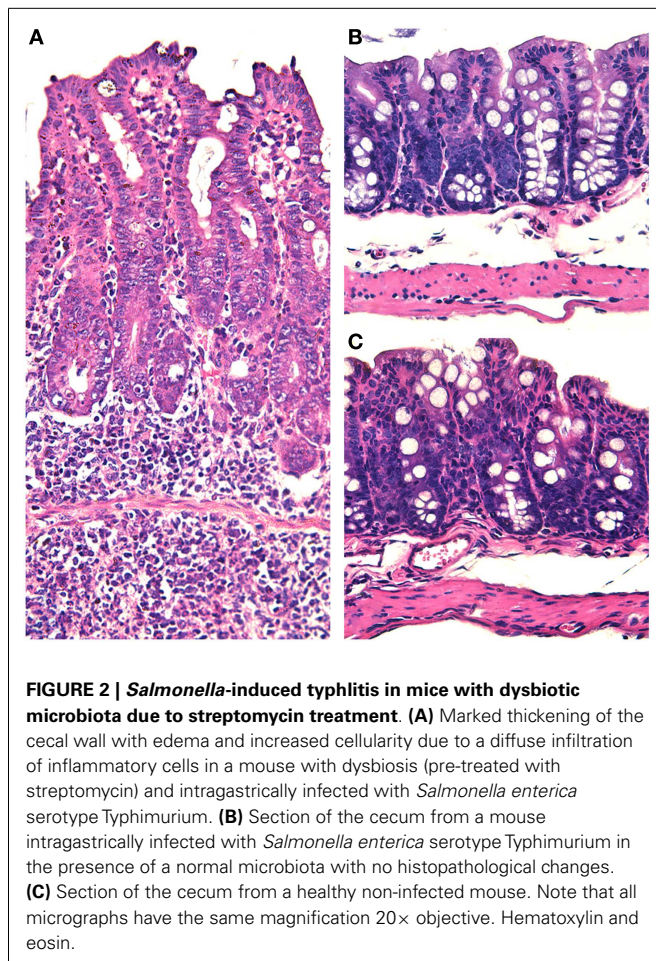 A
B
C
FIGURE 2 | Salmonella-induced typhlitis in mice with dysbiotic
microbiota due to streptomycin treatment. (A) Marked thickening of the
cecal wall with edema and increased cellularity due to a diffuse infiltration
of inflammatory cells in a mouse with dysbiosis (pre-treated with
streptomycin) and intragastrically infected with Salmonella enterica
serotype Typhimurium. (B) Section of the cecum from a mouse
intragastrically infected with Salmonella enterica serotype Typhimurium in
the presence of a normal microbiota with no histopathological changes.
(C) Section of the cecum from a healthy non-infected mouse. Note that all
micrographs have the same magnification 20× objective. Hematoxylin and
eosin.